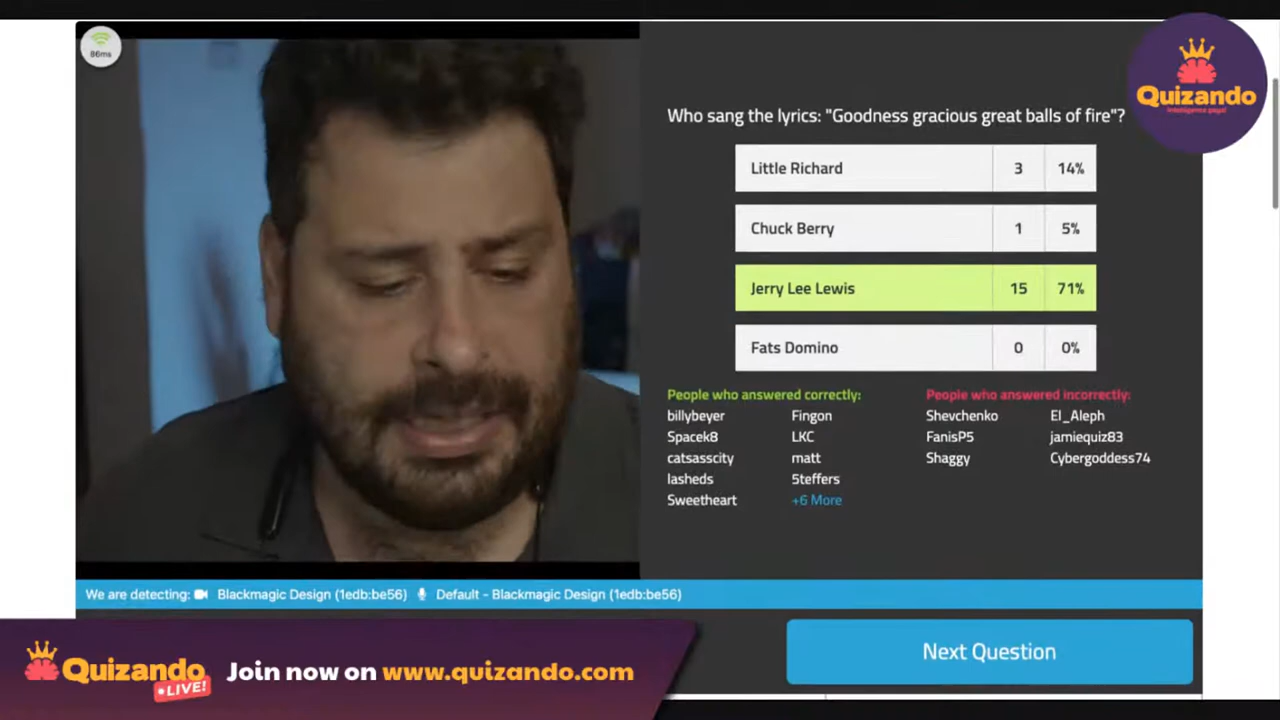 86ms
Quizando
Intelligence pays!
Who sang the lyrics: "Goodness gracious great balls of fire"?
Little Richard 3 14%
Chuck Berry 1 5%
Jerry Lee Lewis 15 71%
Fats Domino 0 0%
People who answered correctly:
billybeyer Fingon
Spacek8 LKC
catsasscity matt
lasheds 5teffers
Sweetheart +6 More
People who answered incorrectly:
Shevchenko El_Aleph
FanisP5 jamiequiz83
Shaggy Cybergoddess74
We are detecting: Blackmagic Design (1edb:be56) Default - Blackmagic Design (1edb:be56)
Quizando
LIVE!
Join now on www.quizando.com
Next Question